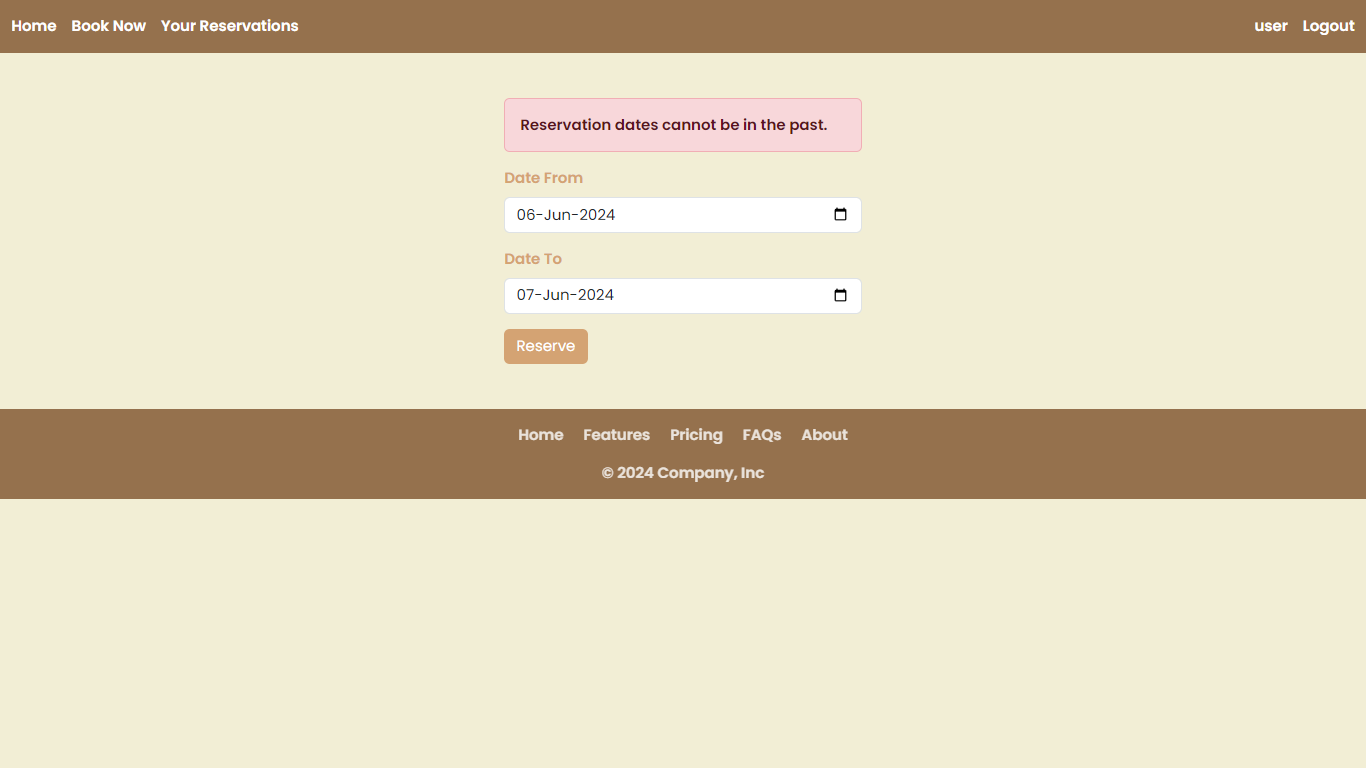 Home Book Now Your Reservations user Logout
Reservation dates cannot be in the past.
Date From
06-Jun-2024
Date To
07-Jun-2024
Reserve
Home Features Pricing FAQs About
© 2024 Company, Inc